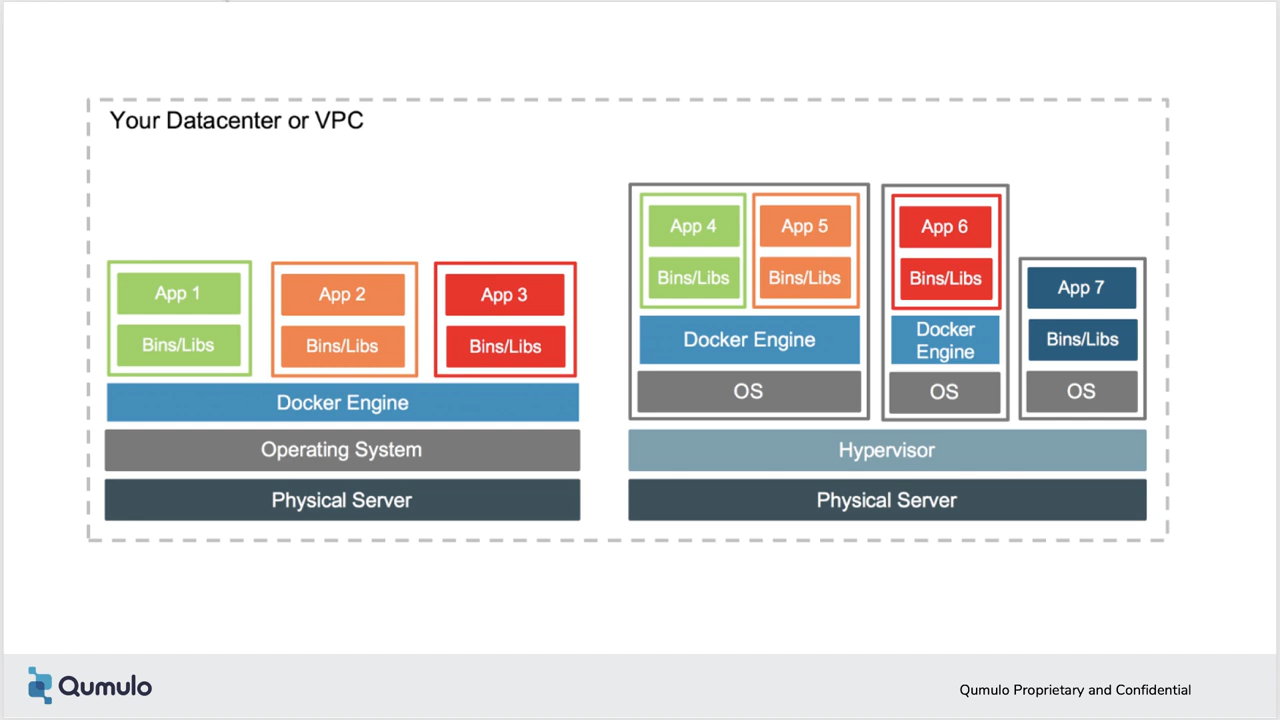 Your Datacenter or VPC
App 1
Bins/Libs
App 2
Bins/Libs
App 3
Bins/Libs
Docker Engine
Operating System
Physical Server
App 4
Bins/Libs
App 5
Bins/Libs
Docker Engine
OS
App 6
Bins/Libs
Docker
Engine
OS
App 7
Bins/Libs
OS
Hypervisor
Physical Server
Qumulo
Qumulo Proprietary and Confidential